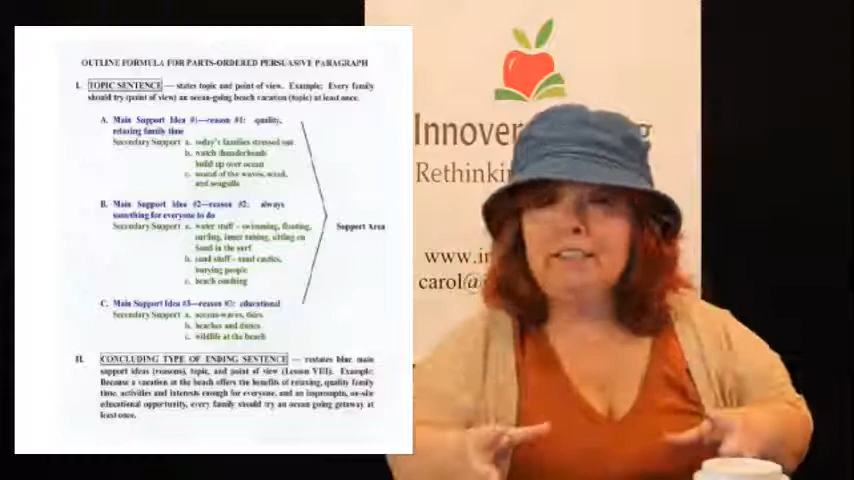 OUTLINE FORMULA FOR PARTS-ORDERED PERSUASIVE PARAGRAPH
I. TOPIC SENTENCE — states topic and point of view. Example: Every family
should try (point of view) an ocean-going beach vacation (topic) at least once.
A. Main Support Idea #1—reason #1: quality,
relaxing family time
Secondary Support a. today's families stressed out
b. watch thunderheads
build up over ocean
c. sound of the waves, wind,
and seagulls
B. Main Support Idea #2—reason #2: always
something for everyone to do
Secondary Support a. water stuff - swimming, floating,
surfing, inner tubing, sitting on
sand in the surf
b. sand stuff - sand castles,
burying people
c. beach combing
Support Area
C. Main Support Idea #3—reason #3: educational
Secondary Support a. oceans-waves, tides
b. beaches and dunes
c. wildlife at the beach
II. CONCLUDING TYPE OF ENDING SENTENCE — restates blue main
support ideas (reasons), topic, and point of view (Lesson VIII). Example:
Because a vacation at the beach offers the benefits of relaxing, quality family
time, activities and interests enough for everyone, and an impromptu, on-site
educational opportunity, every family should try an ocean going getaway at
least once.
Innover
g
Rethinki
www.in
carol@